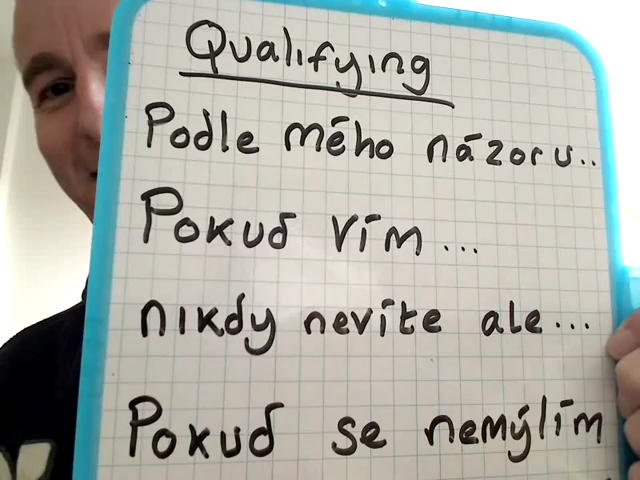 Qualifying
Podle mého názoru..
Pokud vím...
nikdy nevíte ale...
Pokud se nemýlím